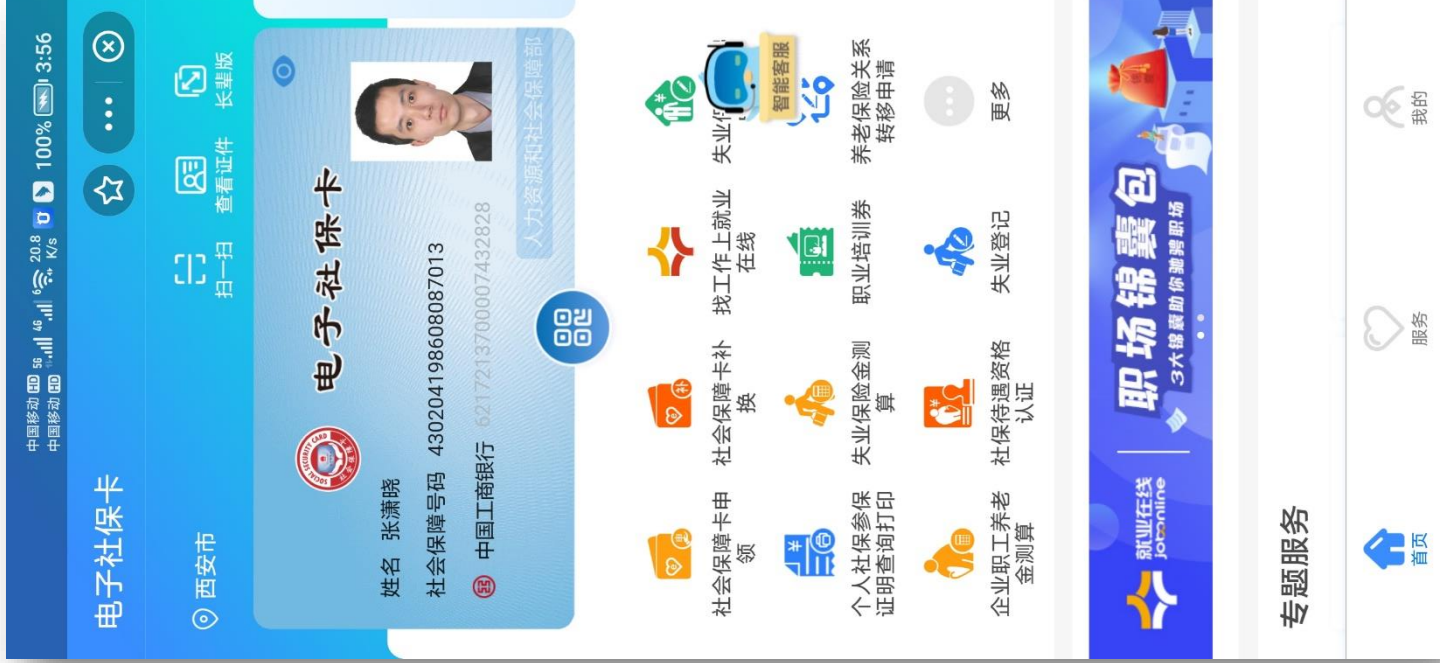 中国移动 HD 5G 4G 6 20.8 K/s 100% 3:56
中国移动 HD
电子社保卡
西安市
扫一扫
查看证件
长辈版
SOCIAL SECURITY CARD
电子社保卡
姓名 张潇晓
社会保障号码 430204198608087013
中国工商银行 6217213700007432828
人力资源和社会保障部
社会保障卡申
领
社会保障卡补
换
找工作上就业
在线
失业保
智能客服
个人社保参保
证明查询打印
失业保险金测
算
职业培训券
养老保险关系
转移申请
企业职工养老
金测算
社保待遇资格
认证
失业登记
更多
就业在线
joboonline
职场锦囊包
3大锦囊助你驰骋职场
专题服务
首页
服务
我的